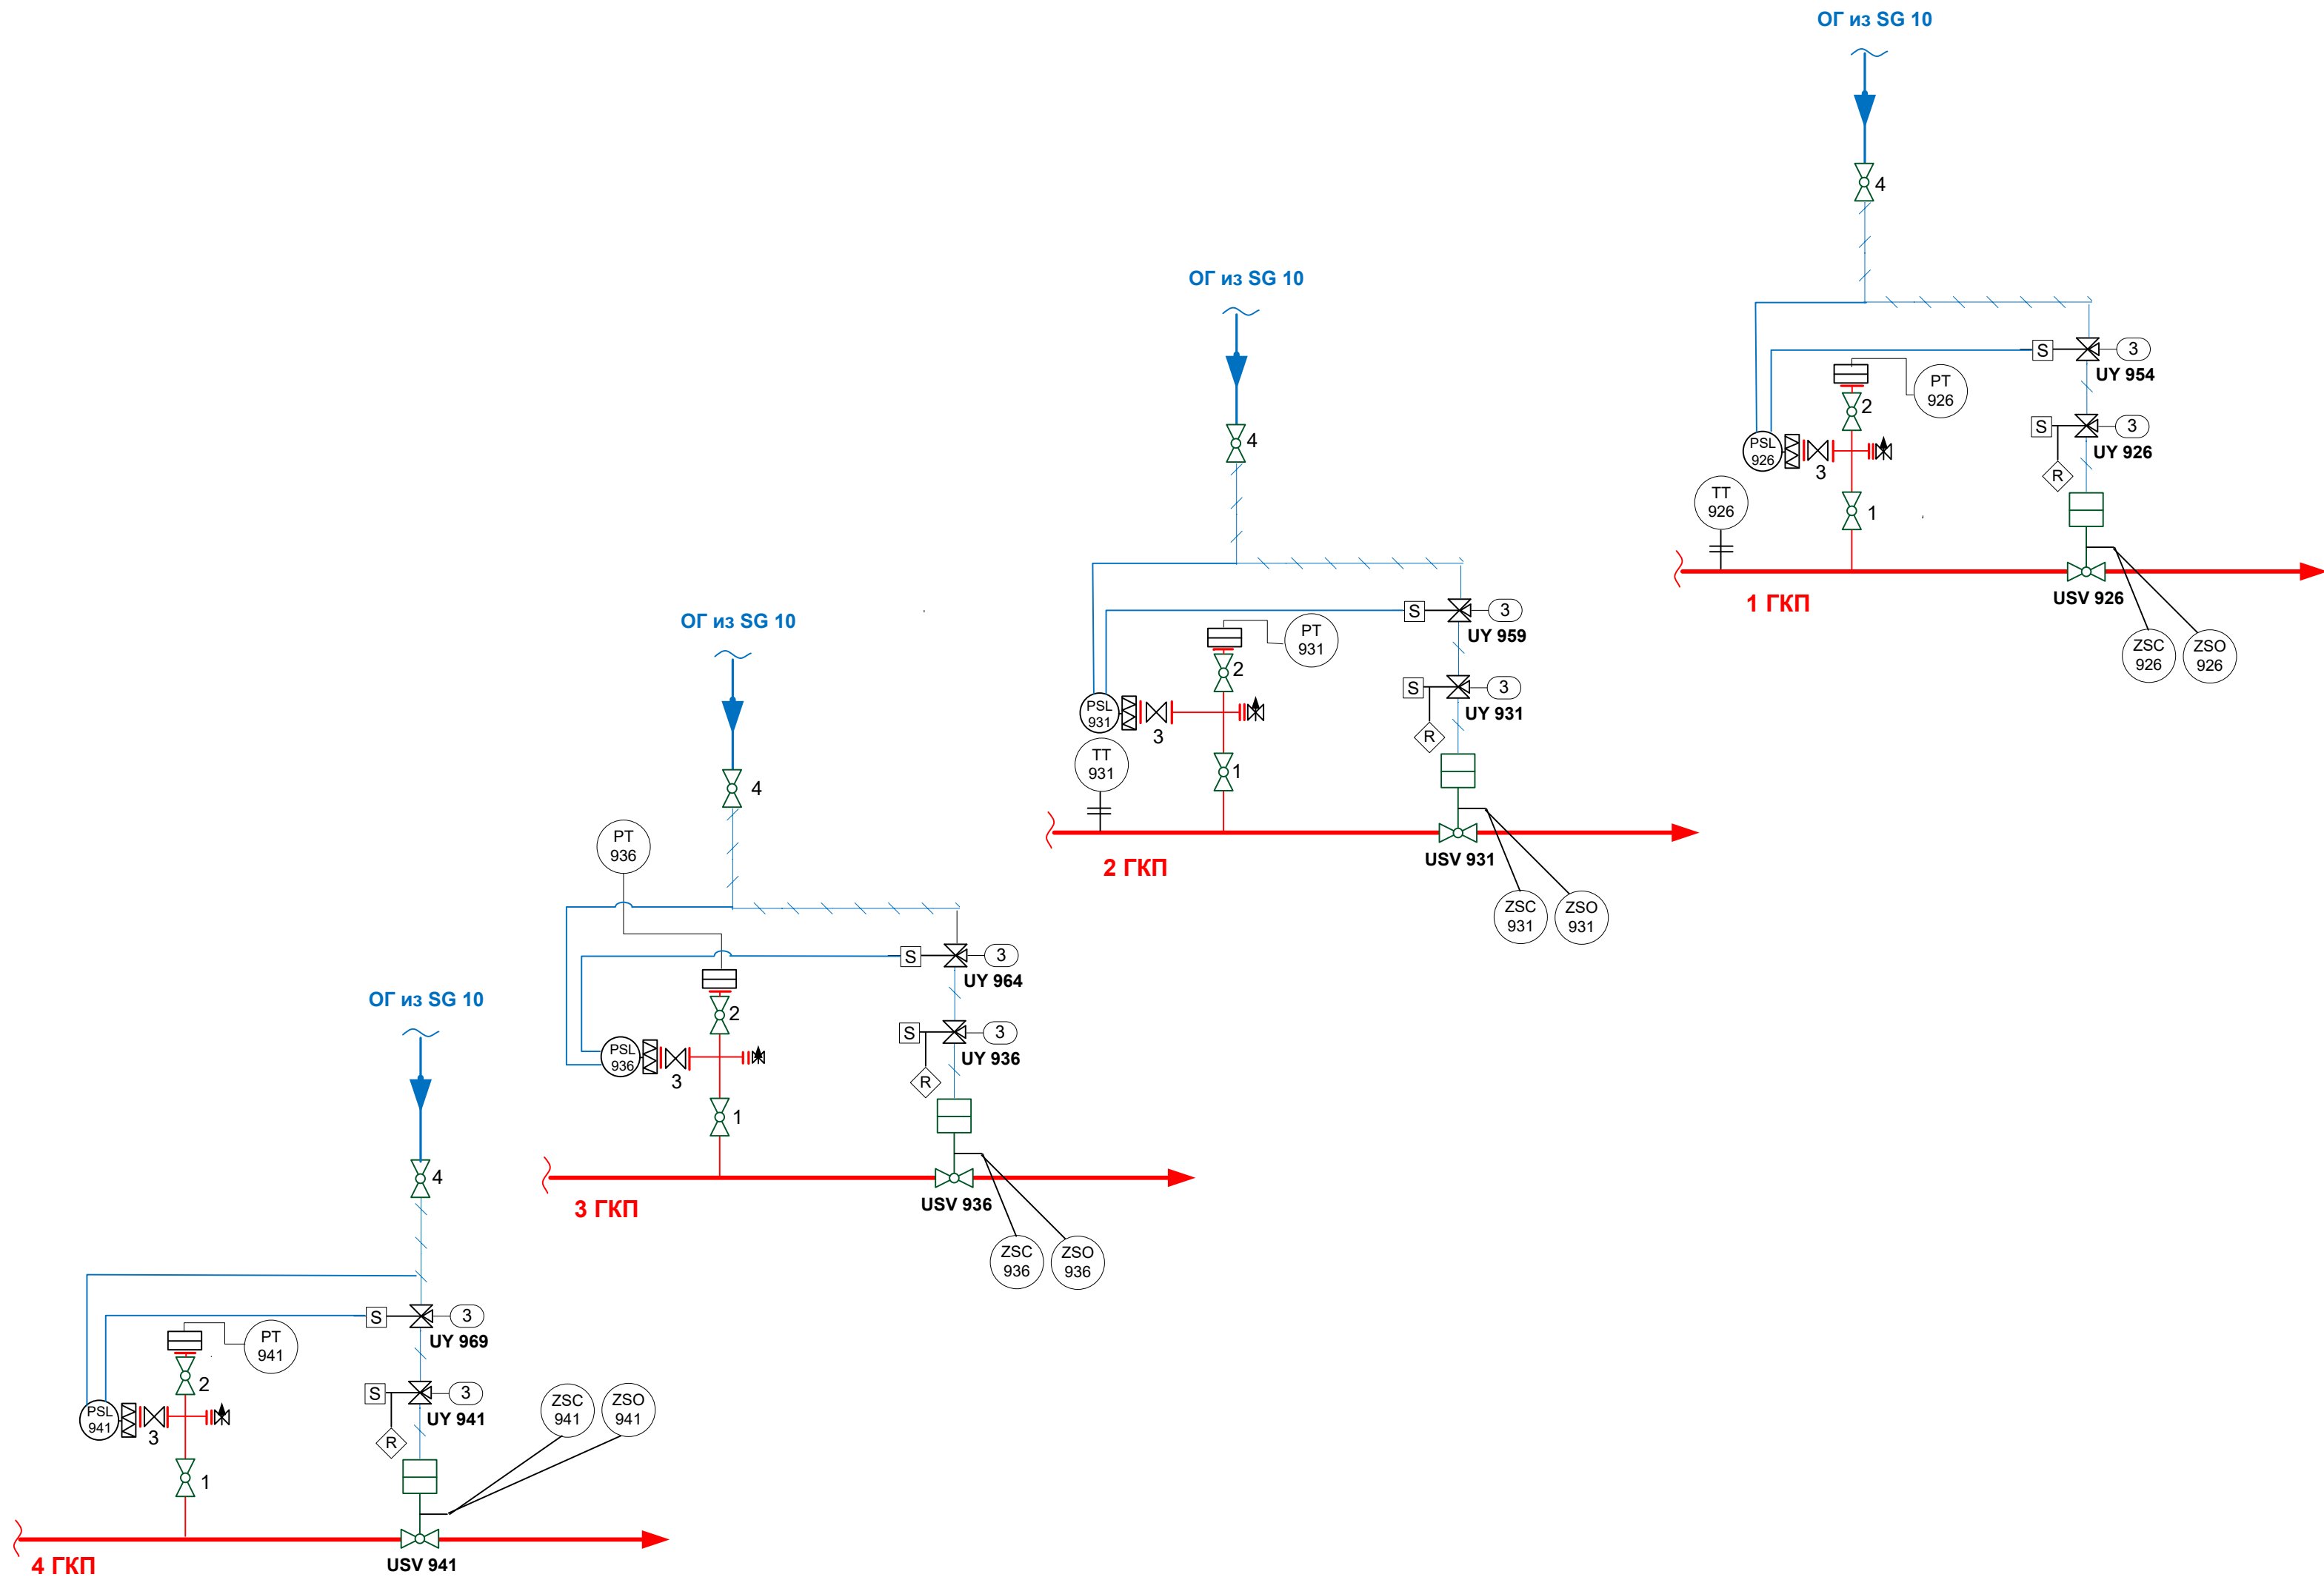 ОГ из SG 10
4
S
3
UY 954
PT
926
2
S
3
UY 926
PSL
926
3
R
TT
926
1
1 ГКП
USV 926
ZSC
926
ZSO
926
ОГ из SG 10
4
S
3
UY 959
PT
931
2
S
3
UY 931
PSL
931
3
R
TT
931
1
2 ГКП
USV 931
ZSC
931
ZSO
931
ОГ из SG 10
4
PT
936
S
3
UY 964
2
S
3
UY 936
PSL
936
3
R
1
3 ГКП
USV 936
ZSC
936
ZSO
936
ОГ из SG 10
4
S
3
UY 969
PT
941
2
S
3
UY 941
PSL
941
3
R
ZSC
941
ZSO
941
1
4 ГКП
USV 941